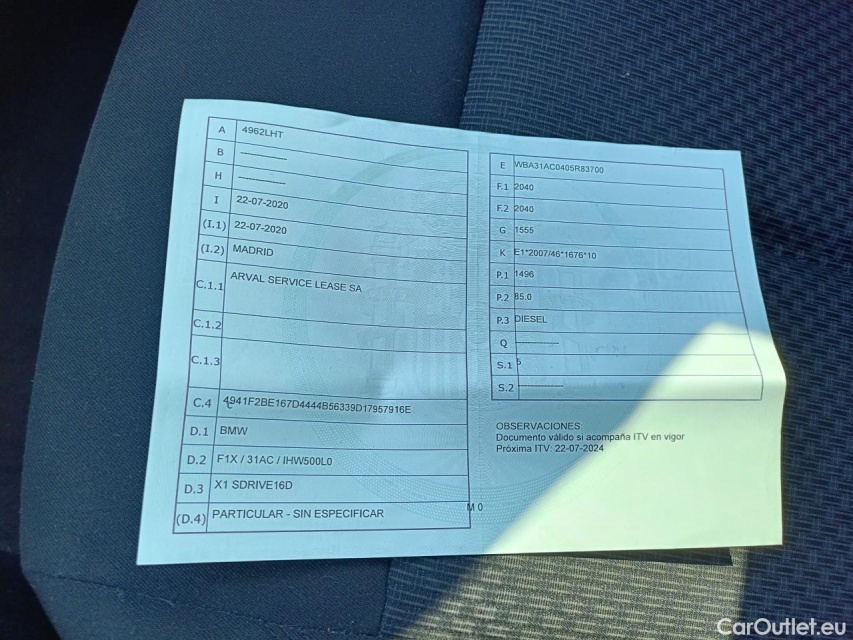 A 4962LHT
B
H
I 22-07-2020
(I.1) 22-07-2020
(I.2) MADRID
C.1.1 ARVAL SERVICE LEASE SA
C.1.2
C.1.3
C.4 4941F2BE167D4444B56339D17957916E
D.1 BMW
D.2 F1X / 31AC / IHW500L0
D.3 X1 SDRIVE16D
(D.4) PARTICULAR - SIN ESPECIFICAR
M 0
E WBA31AC0405R83700
F.1 2040
F.2 2040
G 1555
K E1*2007/46*1676*10
P.1 1496
P.2 85.0
P.3 DIESEL
Q
S.1 5
S.2
OBSERVACIONES:
Documento válido si acompaña ITV en vigor
Próxima ITV: 22-07-2024
CarOutlet.eu